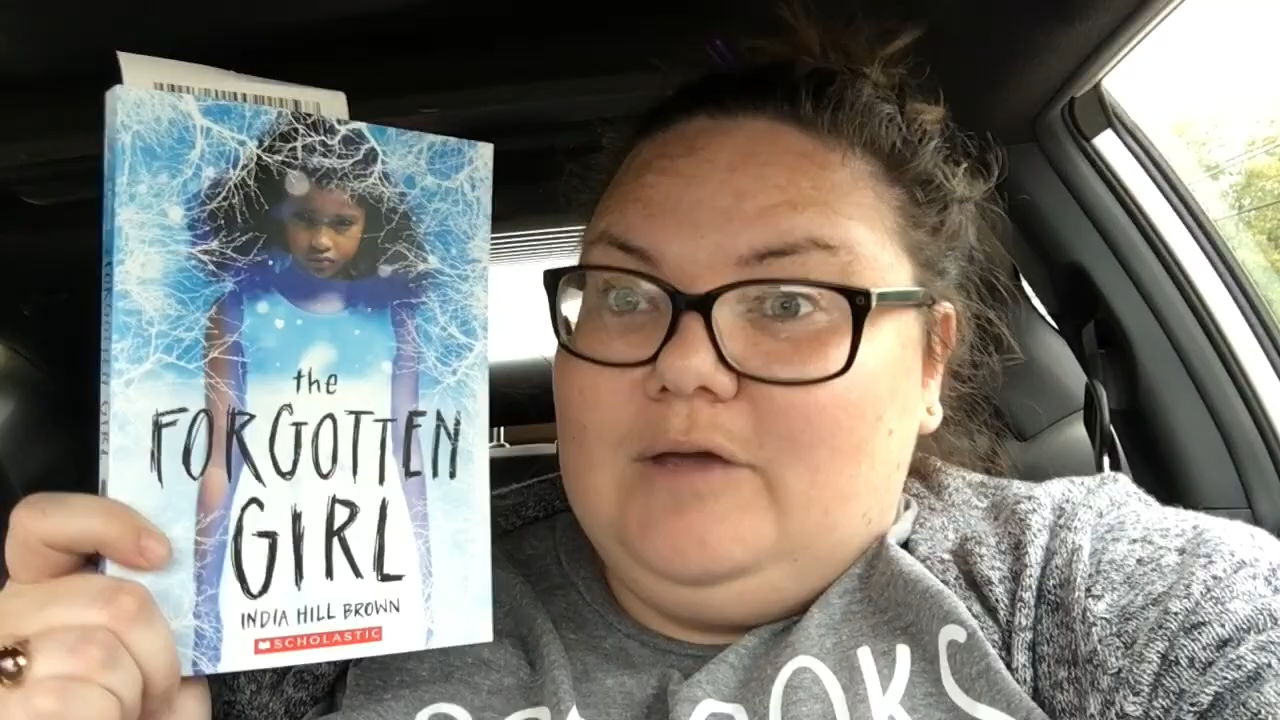 the
FORGOTTEN
GIRL
INDIA HILL BROWN
SCHOLASTIC